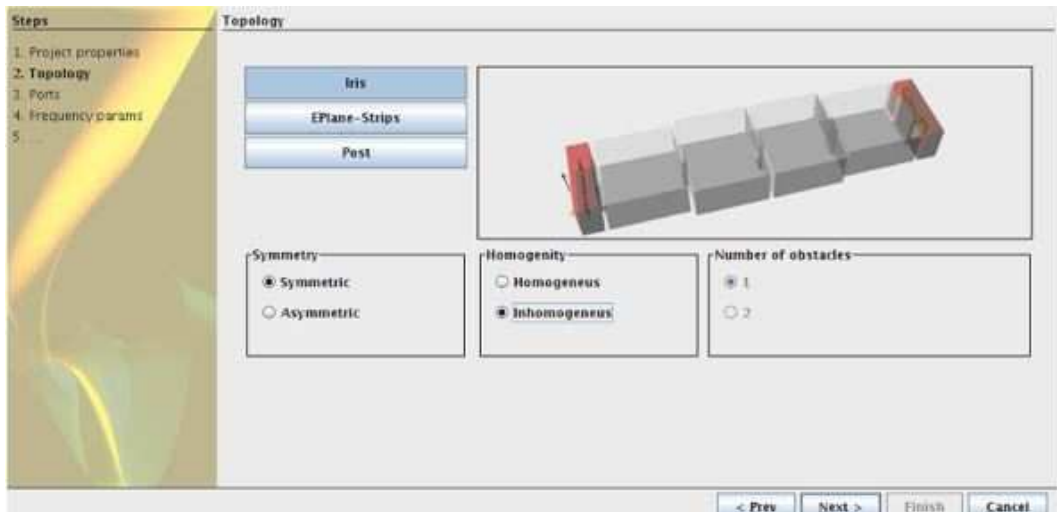 Steps
1. Project properties
2. Topology
3. Ports
4. Frequency params
5. ...
Topology
Iris
EPlane-Strips
Post
Symmetry
Symmetric
Asymmetric
Homogenity
Homogeneus
Inhomogeneus
Number of obstacles
1
2
< Prev
Next >
Finish
Cancel